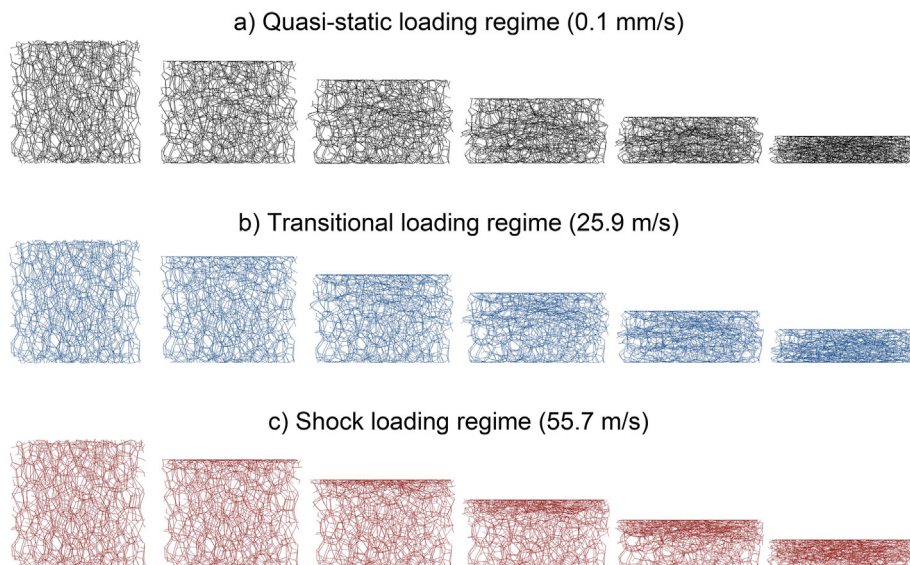 a) Quasi-static loading regime (0.1 mm/s)
b) Transitional loading regime (25.9 m/s)
c) Shock loading regime (55.7 m/s)